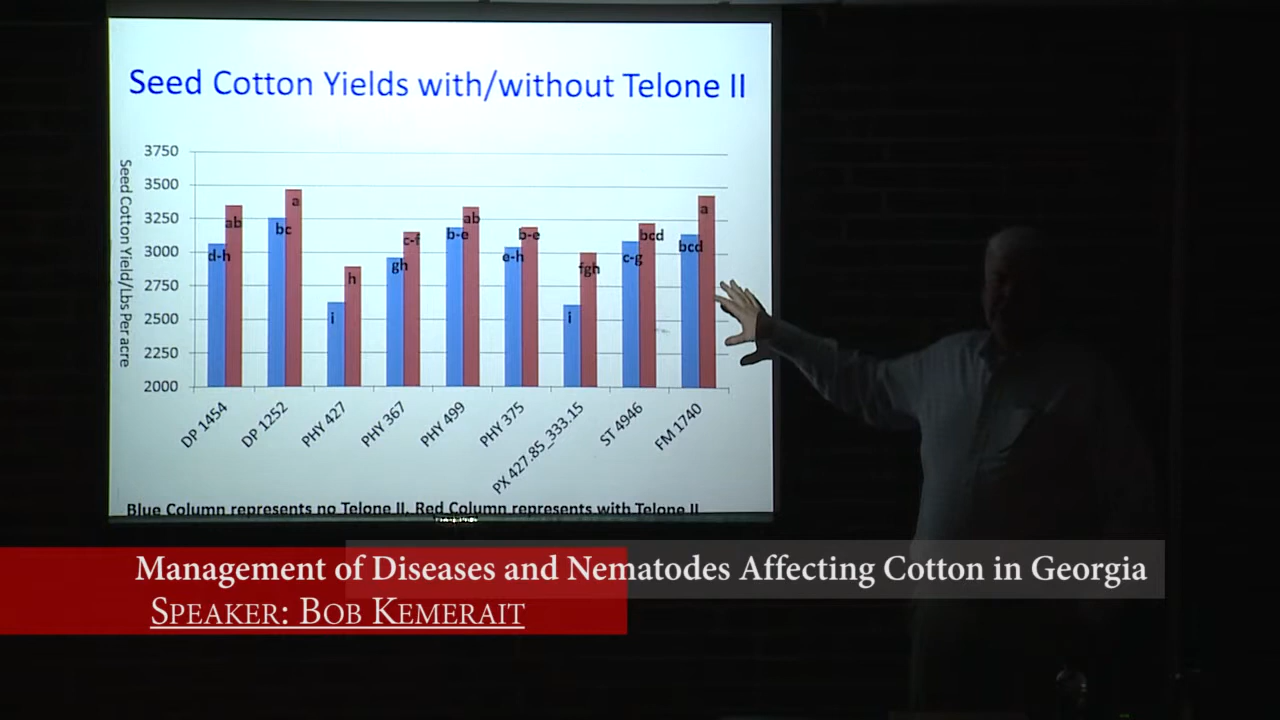 Seed Cotton Yields with/without Telone II
Seed Cotton Yield/Lbs Per acre
3750
3500
3250
3000
2750
2500
2250
2000
d-h
ab
bc
a
i
h
gh
c-f
b-e
ab
e-h
b-e
i
fgh
c-g
bcd
bcd
a
DP 1454
DP 1252
PHY 427
PHY 367
PHY 499
PHY 375
PX 427.85_333.15
ST 4946
FM 1740
Blue Column represents no Telone II, Red Column represents with Telone II
Management of Diseases and Nematodes Affecting Cotton in Georgia
Speaker: Bob Kemerait